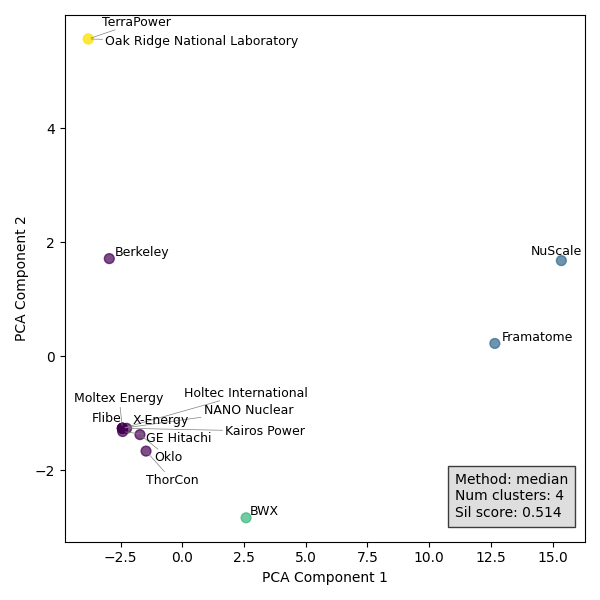 TerraPower
Oak Ridge National Laboratory
4
Berkeley
2
NuScale
PCA Component 2
Framatome
0
Holtec International
Moltex Energy
NANO Nuclear
Flibe
X-Energy
Kairos Power
GE Hitachi
Oklo
−2
ThorCon
BWX
Method: median
Num clusters: 4
Sil score: 0.514
−2.5 0.0 2.5 5.0 7.5 10.0 12.5 15.0
PCA Component 1